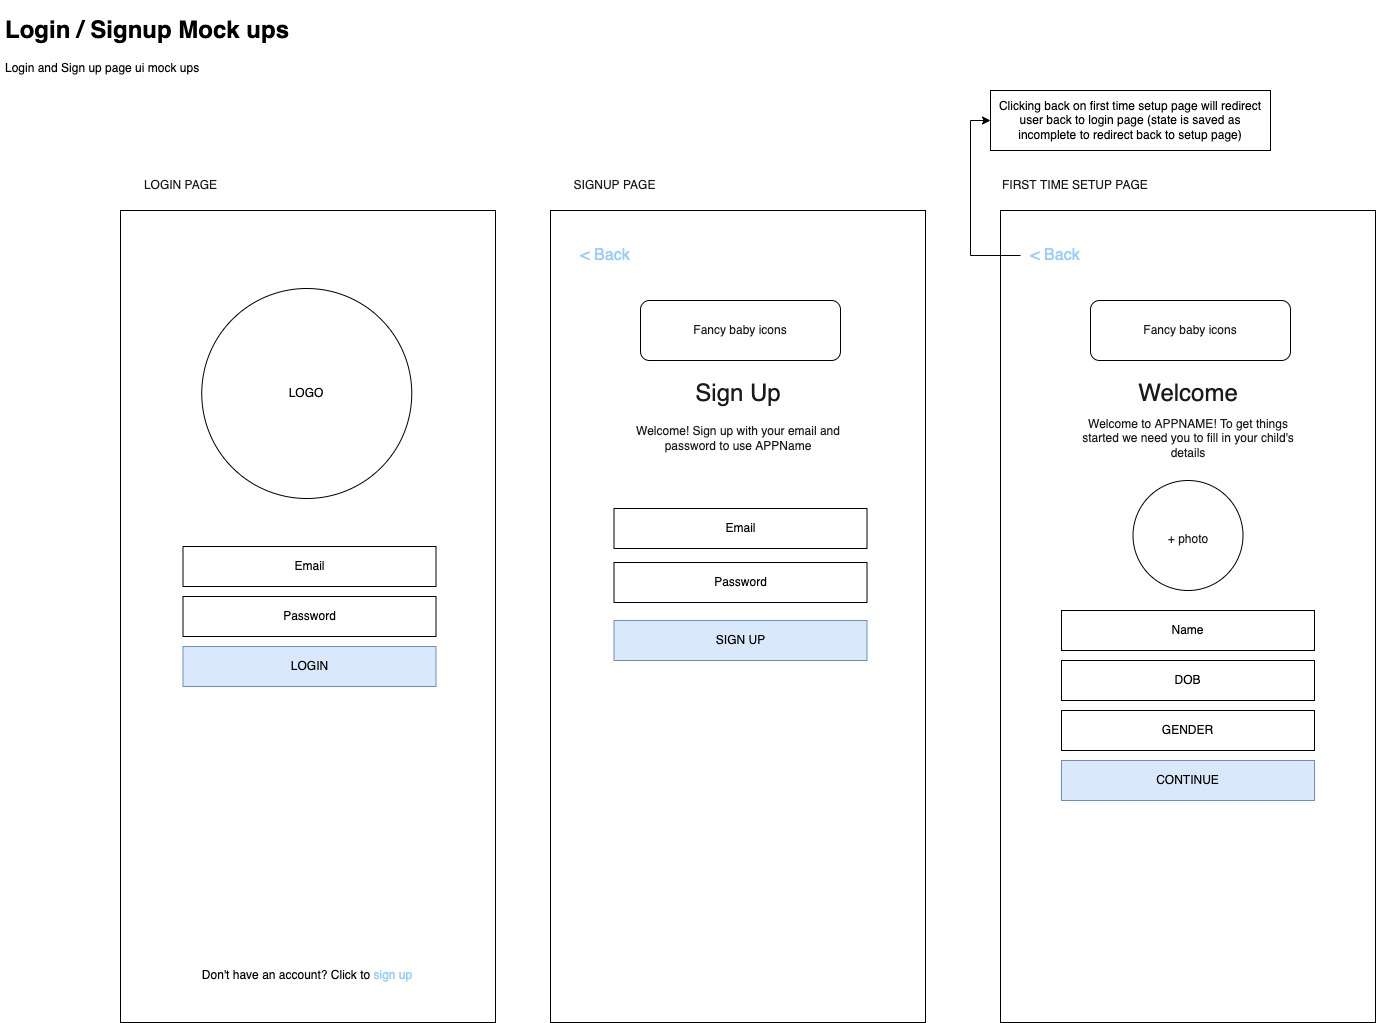 Login / Signup Mock ups
Login and Sign up page ui mock ups
Clicking back on first time setup page will redirect
user back to login page (state is saved as
incomplete to redirect back to setup page)
LOGIN PAGE
LOGO
Email
Password
LOGIN
Don't have an account? Click to sign up
SIGNUP PAGE
< Back
Fancy baby icons
Sign Up
Welcome! Sign up with your email and
password to use APPName
Email
Password
SIGN UP
FIRST TIME SETUP PAGE
< Back
Fancy baby icons
Welcome
Welcome to APPNAME! To get things
started we need you to fill in your child's
details
+ photo
Name
DOB
GENDER
CONTINUE